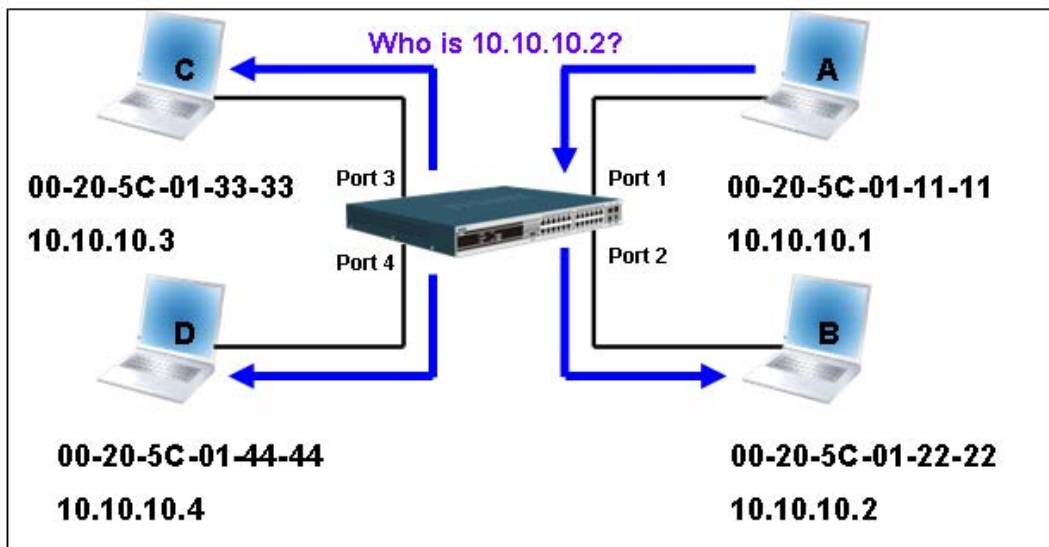 Who is 10.10.10.2?
C
A
00-20-5C-01-33-33
10.10.10.3
Port 3
Port 1
00-20-5C-01-11-11
10.10.10.1
Port 4
Port 2
D
B
00-20-5C-01-44-44
10.10.10.4
00-20-5C-01-22-22
10.10.10.2